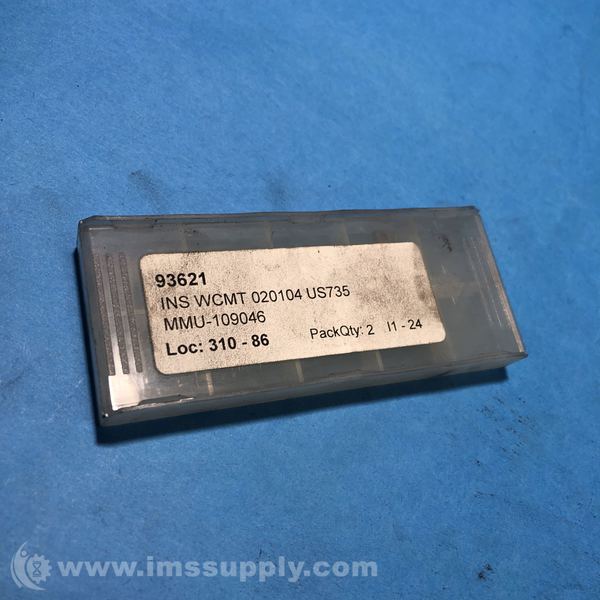 93621
INS WCMT 020104 US735
MMU-109046
Loc: 310 - 86 PackQty: 2 I1 - 24
www.imssupply.com